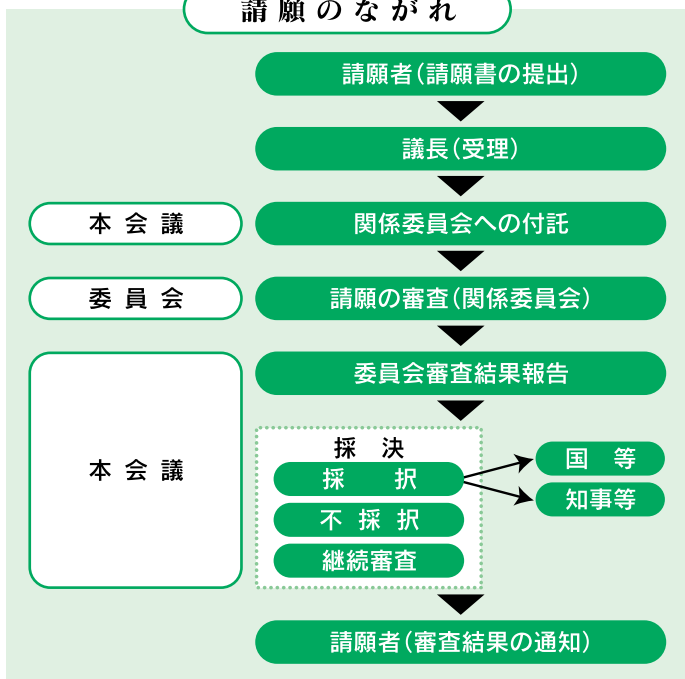 請願のながれ
請願者（請願書の提出）
議長（受理）
本会議
関係委員会への付託
委員会
請願の審査（関係委員会）
委員会審査結果報告
本会議
採決
採択
不採択
継続審査
国等
知事等
請願者（審査結果の通知）